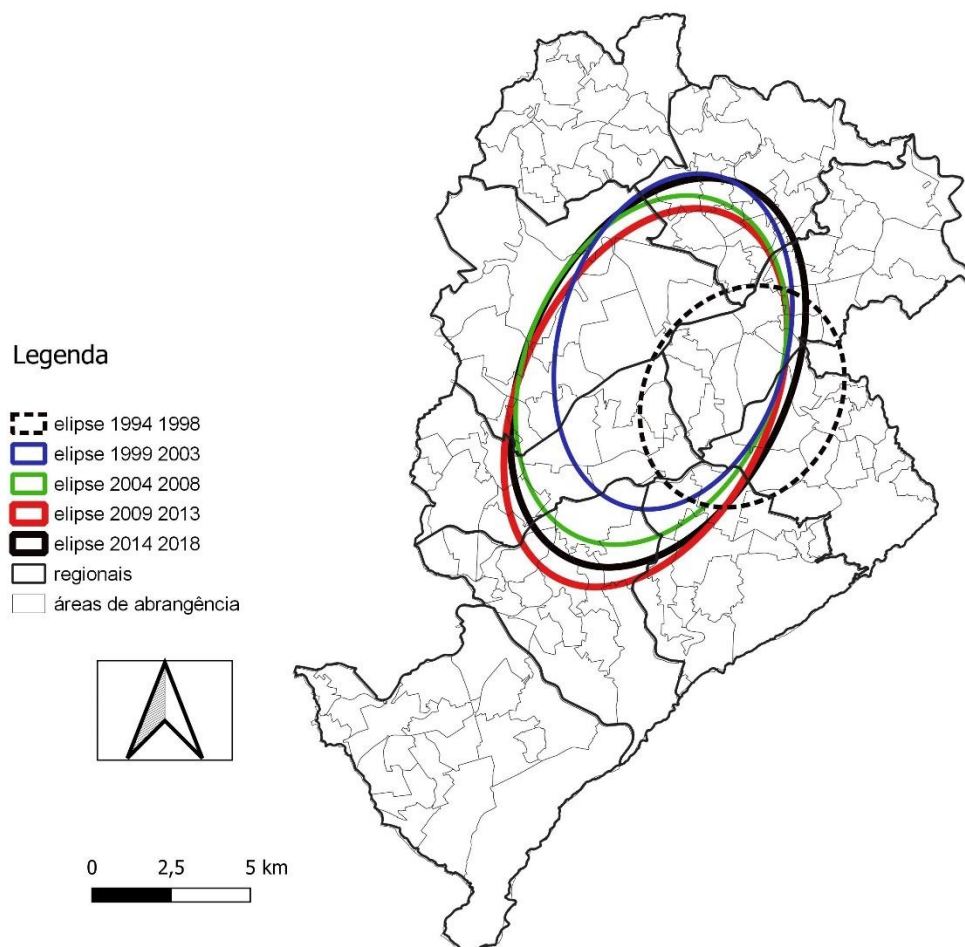 Legenda
elipse 1994 1998
elipse 1999 2003
elipse 2004 2008
elipse 2009 2013
elipse 2014 2018
regionais
áreas de abrangência
0 2,5 5 km